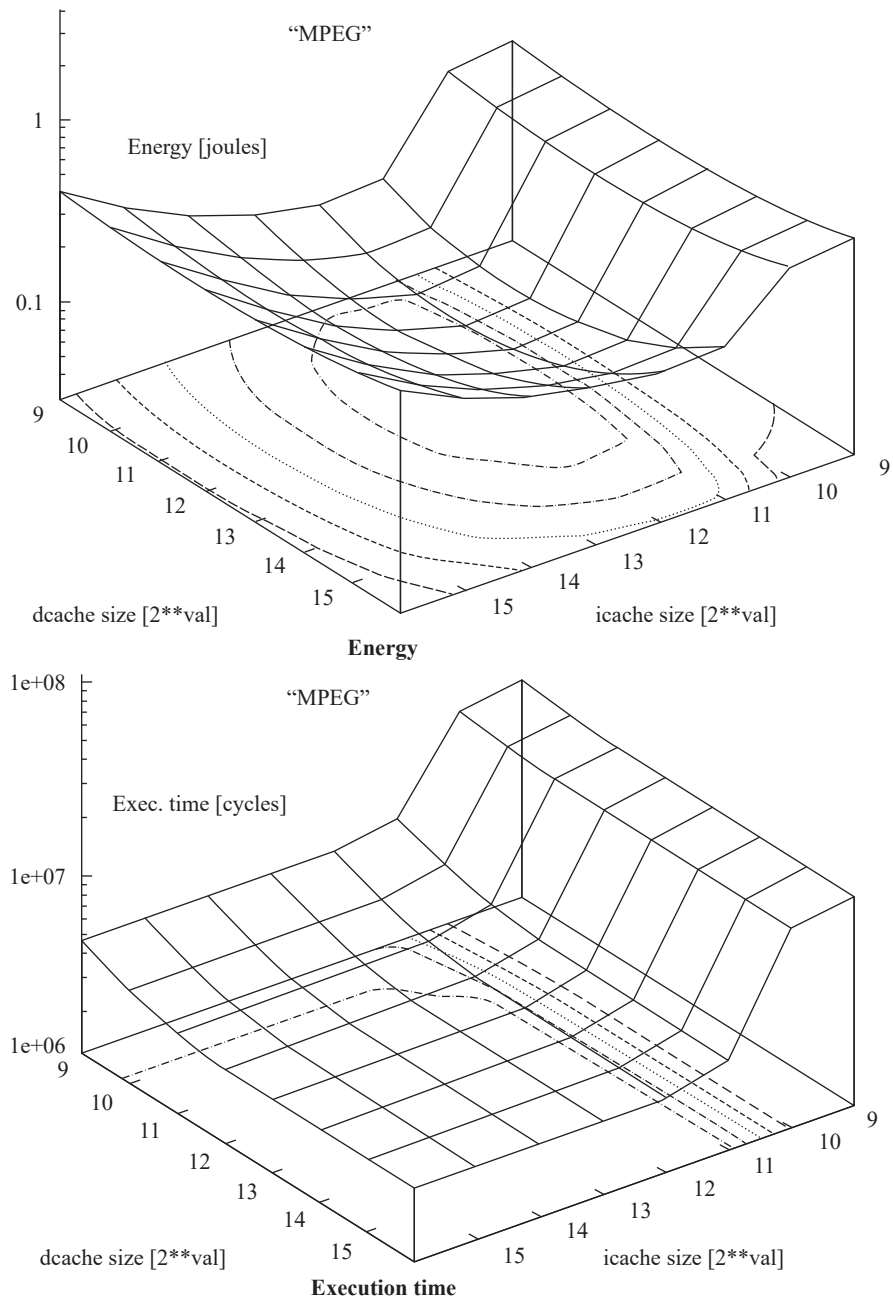 “MPEG”
1
Energy [joules]
0.1
9
10
11
12
13
14
15
9
10
11
12
13
14
15
dcache size [2**val]
icache size [2**val]
Energy
1e+08
“MPEG”
Exec. time [cycles]
1e+07
1e+06
9
10
11
12
13
14
15
9
10
11
12
13
14
15
dcache size [2**val]
icache size [2**val]
Execution time